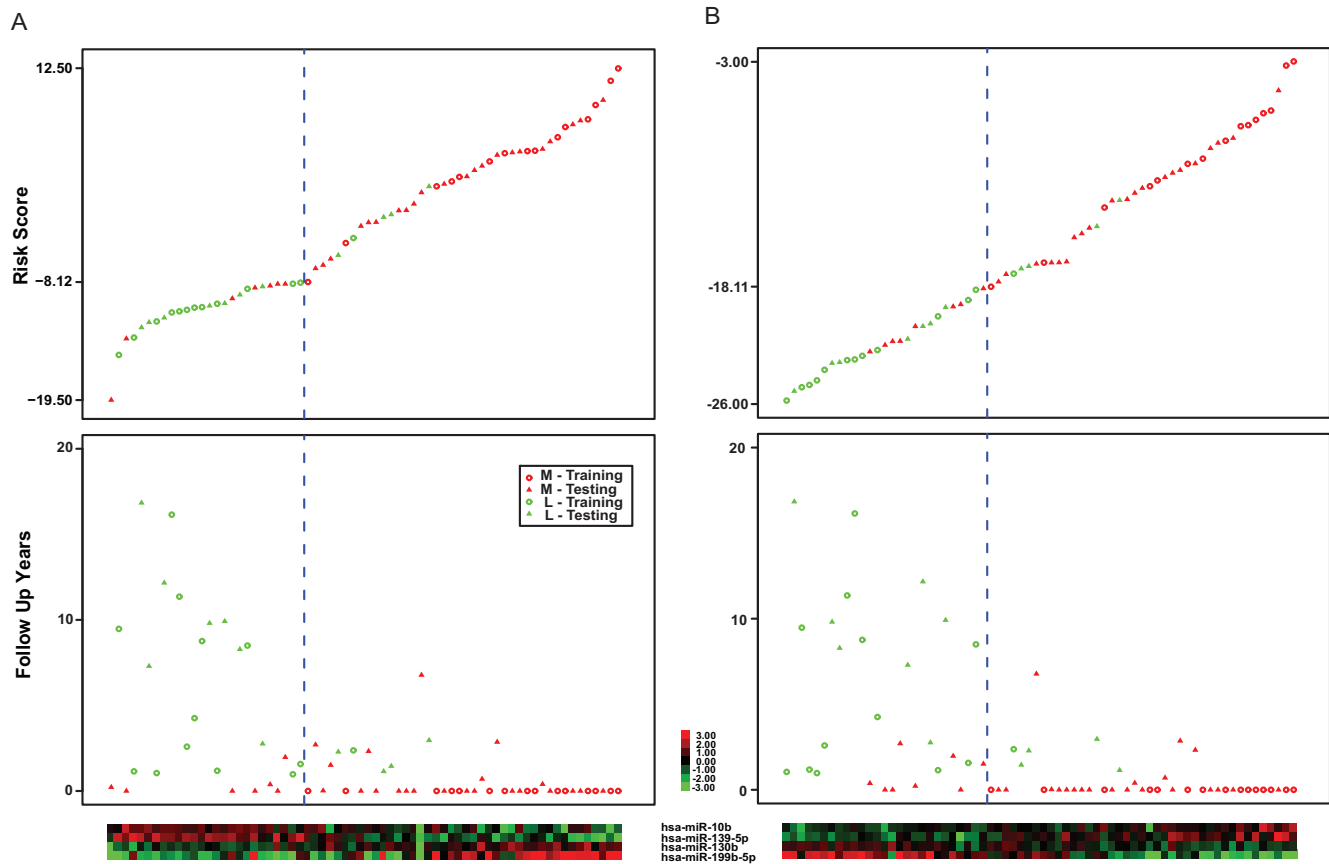 A
B
Risk Score
12.50
-8.12
−19.50
-3.00
-18.11
-26.00
Follow Up Years
20
10
0
M - Training
M - Testing
L - Training
L - Testing
20
10
0
3.00
2.00
1.00
0.00
-1.00
-2.00
-3.00
hsa-miR-10b
hsa-miR-139-5p
hsa-miR-130b
hsa-miR-199b-5p